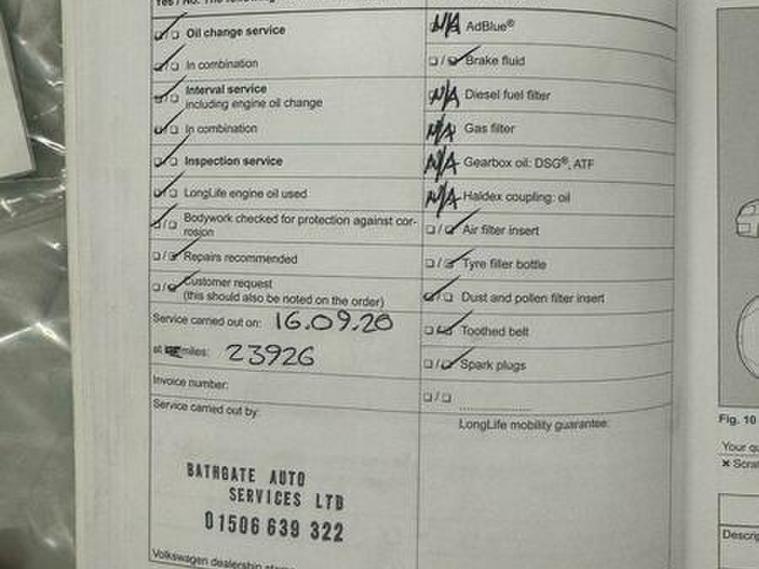 Yes / No: The following
Oil change service
In combination
Interval service
including engine oil change
In combination
Inspection service
LongLife engine oil used
Bodywork checked for protection against cor-
rosion
Repairs recommended
Customer request
(this should also be noted on the order)
Service carried out on: 16.09.20
at miles: 23926
Invoice number:
Service carried out by:
BATHGATE AUTO
SERVICES LTD
01506 639 322
Volkswagen dealership
N/A AdBlue®
Brake fluid
N/A Diesel fuel filter
N/A Gas filter
N/A Gearbox oil: DSG®, ATF
N/A Haldex coupling: oil
Air filter insert
Tyre filler bottle
Dust and pollen filter insert
Toothed belt
Spark plugs
LongLife mobility guarantee:
Fig. 10
Your